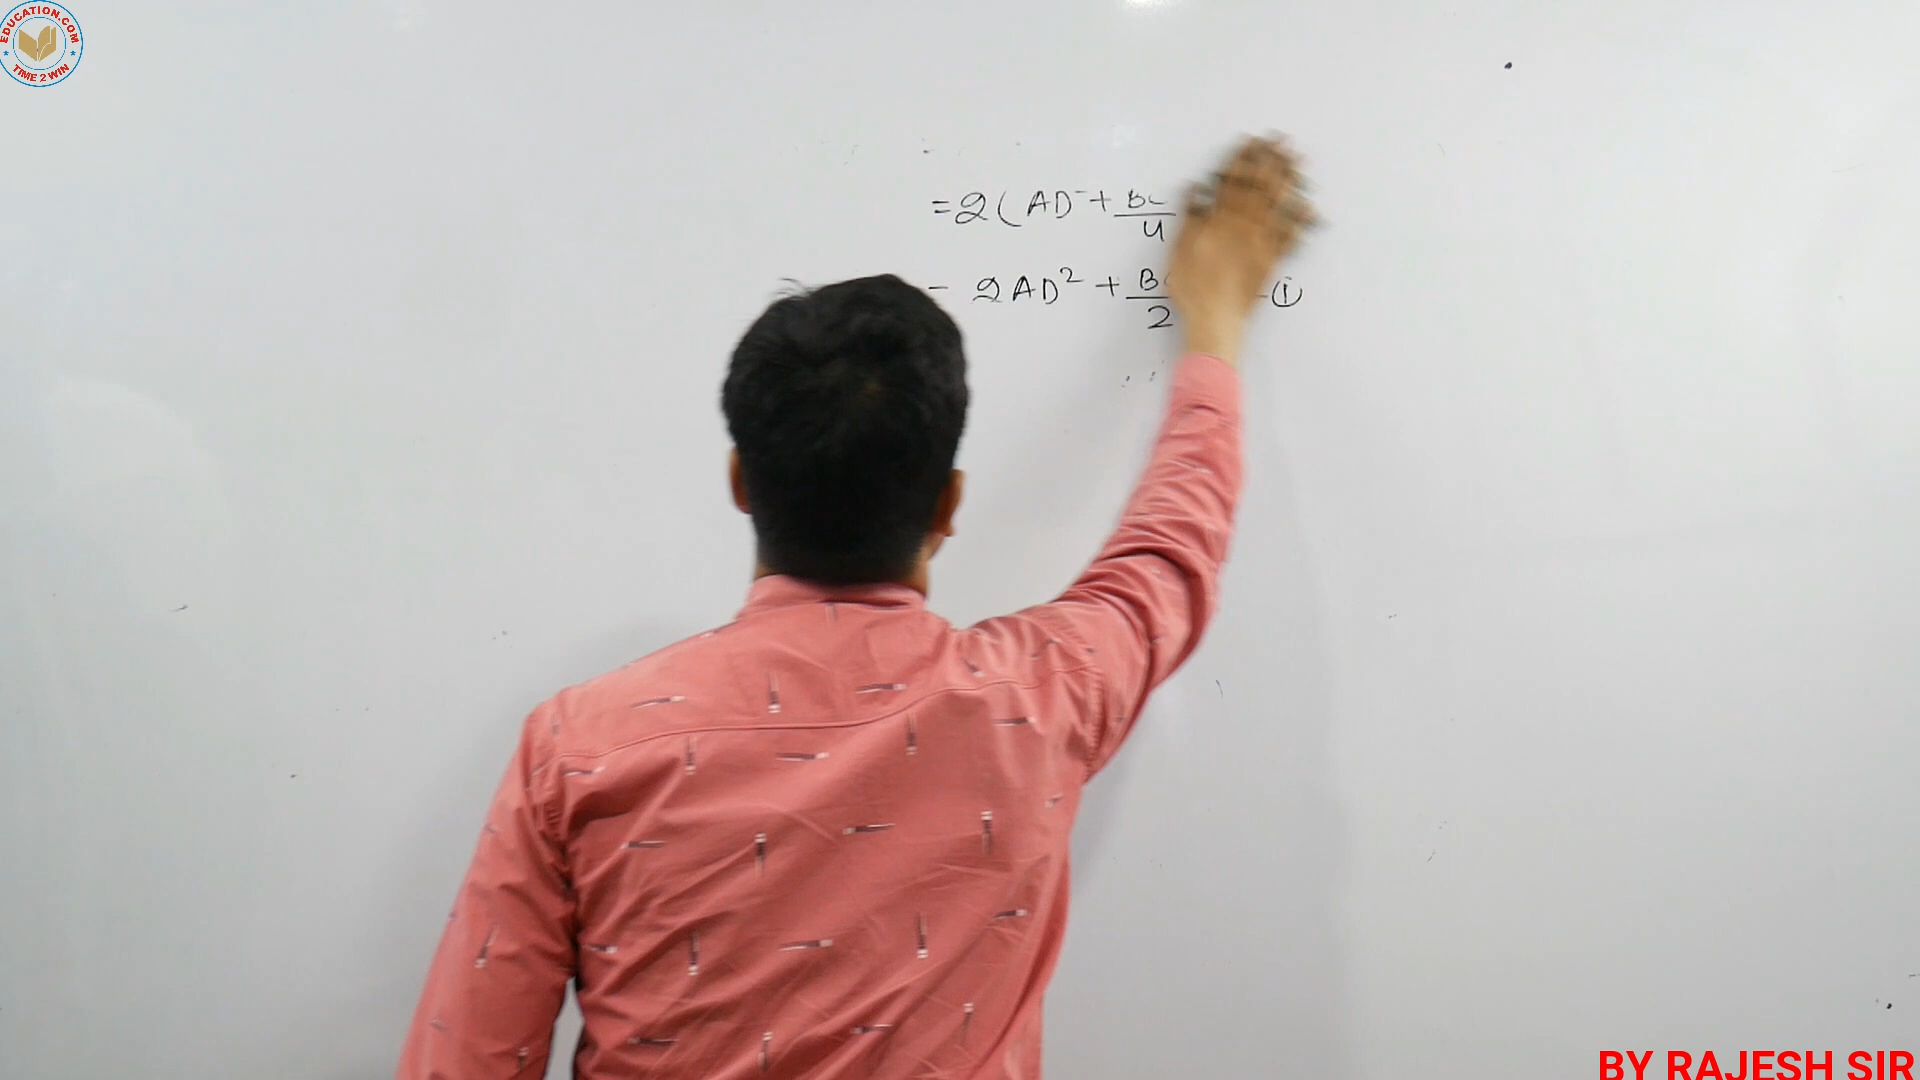 EDUCATION.COM
TIME 2 WIN
=2(AD + BC/4
- 2AD² + B/2 - ①
BY RAJESH SIR